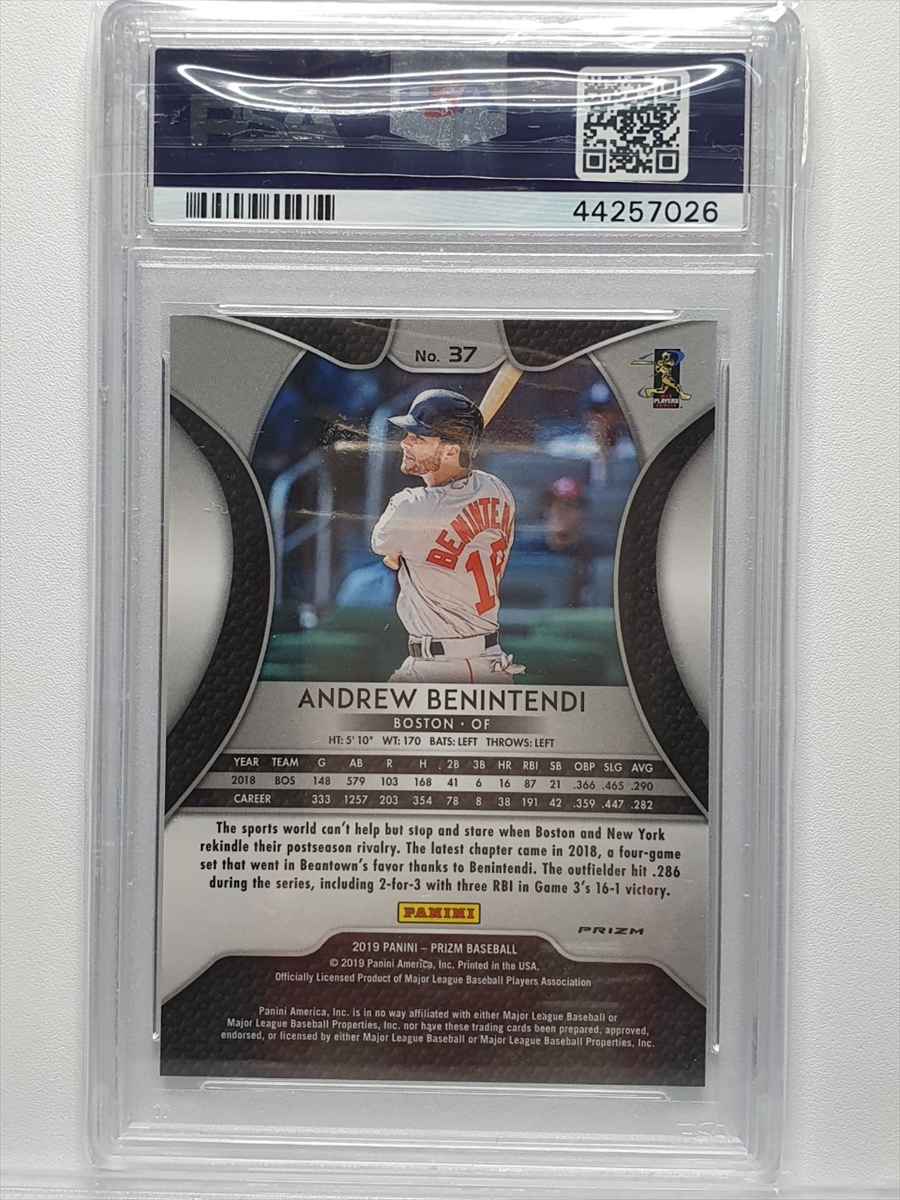 PSA
PSA
44257026
No. 37
MLB
PLAYERS
CHOICE
BENINTEN
16
ANDREW BENINTENDI
BOSTON • OF
HT: 5' 10" WT: 170 BATS: LEFT THROWS: LEFT
YEAR TEAM G AB R H 2B 3B HR RBI SB OBP SLG AVG
2018 BOS 148 579 103 168 41 6 16 87 21 .366 .465 .290
CAREER 333 1257 203 354 78 8 38 191 42 .359 .447 .282
The sports world can't help but stop and stare when Boston and New York
rekindle their postseason rivalry. The latest chapter came in 2018, a four-game
set that went in Beantown's favor thanks to Benintendi. The outfielder hit .286
during the series, including 2-for-3 with three RBI in Game 3's 16-1 victory.
PANINI
PRIZM
2019 PANINI – PRIZM BASEBALL
© 2019 Panini America, Inc. Printed in the USA.
Officially Licensed Product of Major League Baseball Players Association
Panini America, Inc. is in no way affiliated with either Major League Baseball or
Major League Baseball Properties, Inc. nor have these trading cards been prepared, approved,
endorsed, or licensed by either Major League Baseball or Major League Baseball Properties, Inc.
PSA